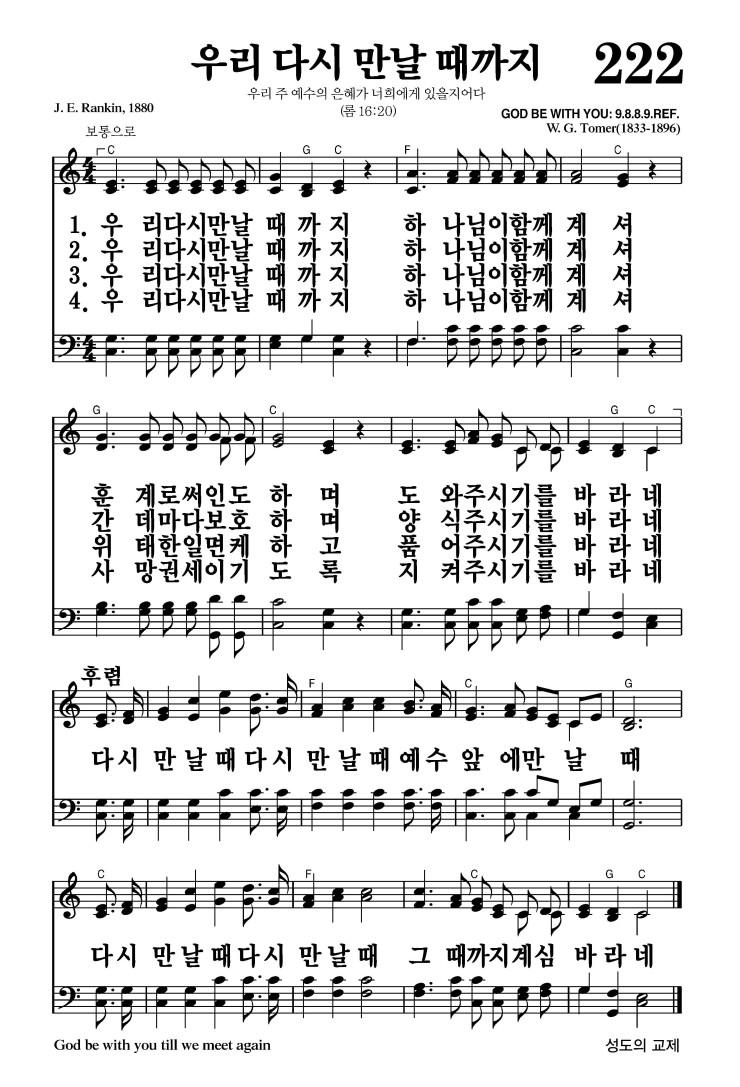 우리 다시 만날 때까지 222
우리 주 예수의 은혜가 너희에게 있을지어다
(롬 16:20)
J. E. Rankin, 1880
GOD BE WITH YOU: 9.8.8.9.REF.
W. G. Tomer(1833-1896)
보통으로
C G C F C
4 4
1. 우 리다시만날 때 까 지 하 나님이함께 계 셔
2. 우 리다시만날 때 까 지 하 나님이함께 계 셔
3. 우 리다시만날 때 까 지 하 나님이함께 계 셔
4. 우 리다시만날 때 까 지 하 나님이함께 계 셔
4 4
G C G C
훈 계로써인도 하 며 도 와주시기를 바 라 네
간 데마다보호 하 며 양 식주시기를 바 라 네
위 태한일면케 하 고 품 어주시기를 바 라 네
사 망권세이기 도 록 지 켜주시기를 바 라 네
후렴
F C G
다시 만 날 때 다 시 만 날 때 예수 앞 에만 날 때
C F C G C
다시 만 날 때 다 시 만 날 때 그 때까지계심 바 라 네
God be with you till we meet again
성도의 교제